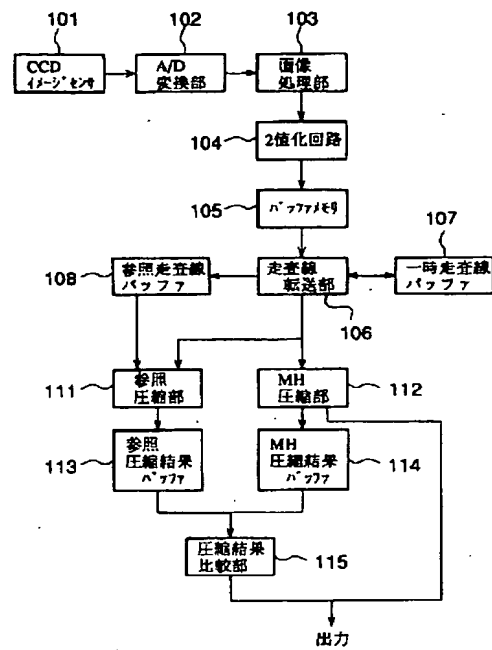 101
102
103
CCD
イメージセンサ
A/D
変換部
画像
処理部
104
2値化回路
105
バッファメモリ
107
108
参照走査線
バッファ
走査線
転送部
一時走査線
バッファ
106
111
参照
圧縮部
MH
圧縮部
112
113
参照
圧縮結果
バッファ
MH
圧縮結果
バッファ
114
圧縮結果
比較部
115
出力